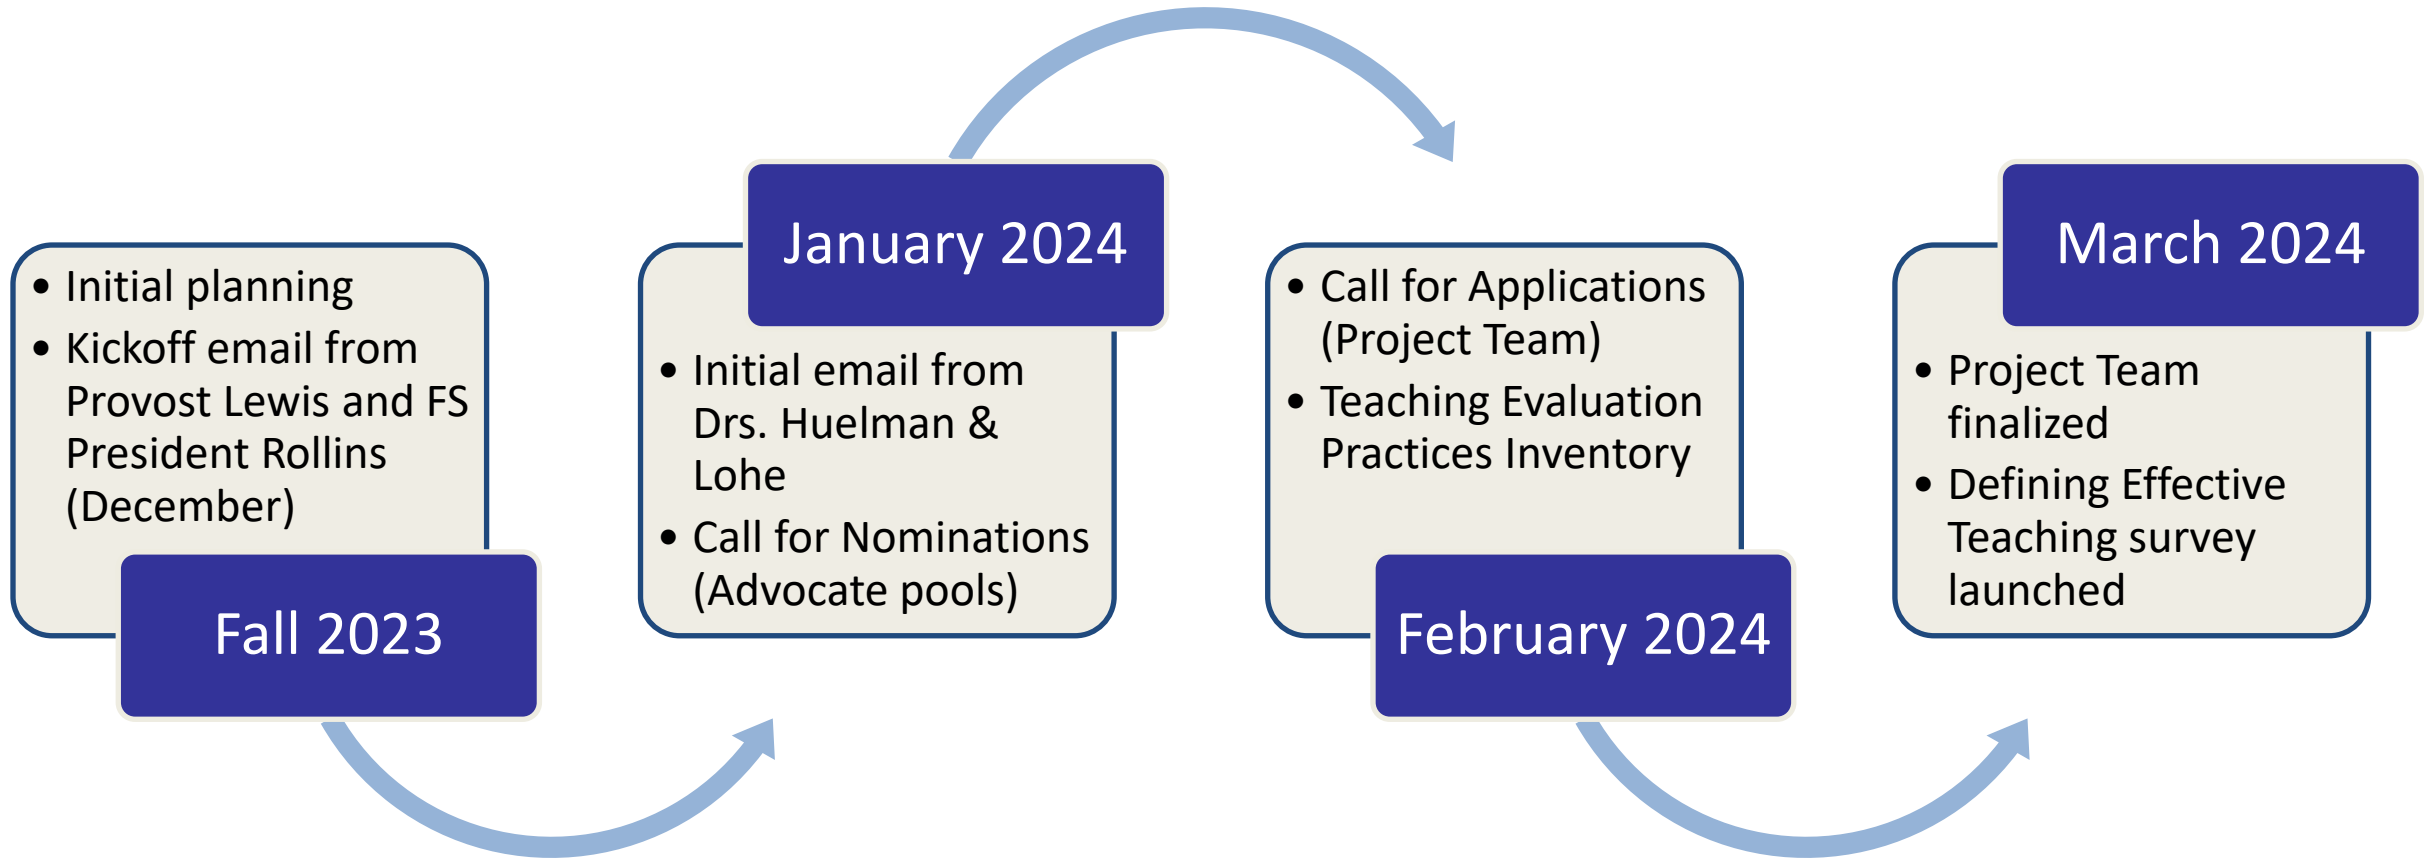 • Initial planning
• Kickoff email from
Provost Lewis and FS
President Rollins
(December)
Fall 2023
January 2024
• Initial email from
Drs. Huelman &
Lohe
• Call for Nominations
(Advocate pools)
• Call for Applications
(Project Team)
• Teaching Evaluation
Practices Inventory
February 2024
March 2024
• Project Team
finalized
• Defining Effective
Teaching survey
launched